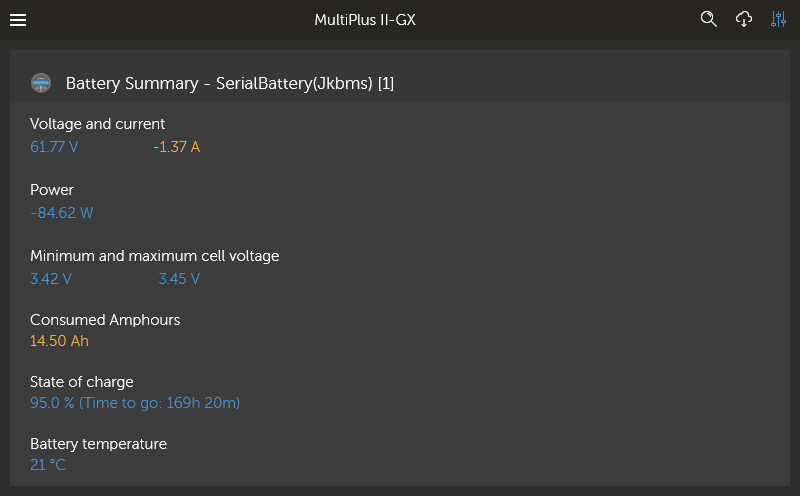 MultiPlus II-GX
Battery Summary - SerialBattery(Jkbms) [1]
Voltage and current
61.77 V -1.37 A
Power
-84.62 W
Minimum and maximum cell voltage
3.42 V 3.45 V
Consumed Amphours
14.50 Ah
State of charge
95.0 % (Time to go: 169h 20m)
Battery temperature
21 °C